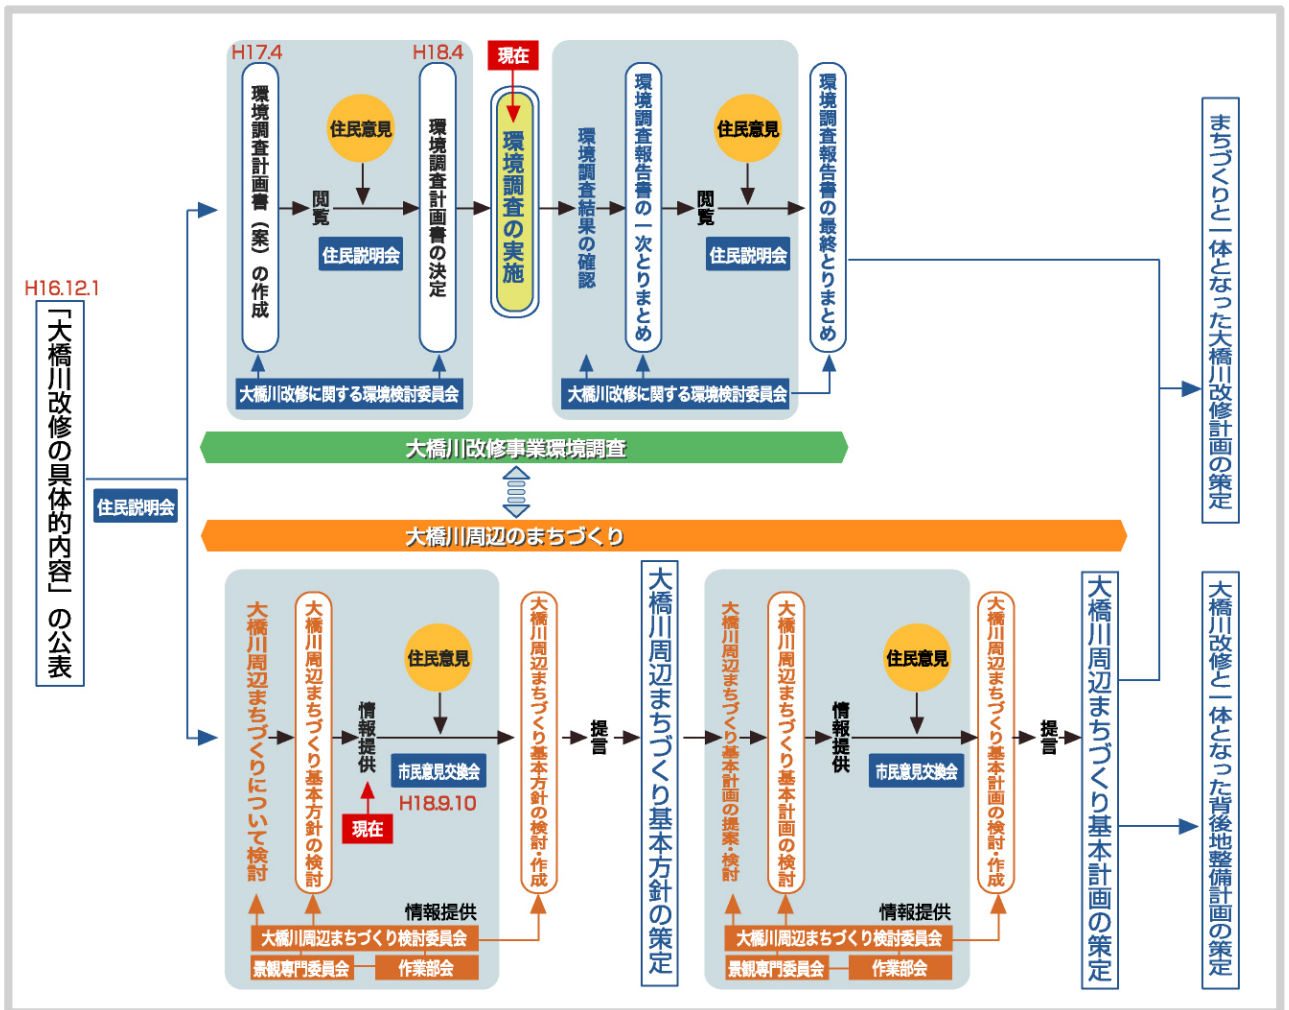 H16.12.1
「大橋川改修の具体的内容」の公表
住民説明会
H17.4
環境調査計画書（案）の作成
閲覧
住民意見
住民説明会
H18.4
環境調査計画書の決定
大橋川改修に関する環境検討委員会
現在
環境調査の実施
環境調査結果の確認
環境調査報告書の一次とりまとめ
閲覧
住民意見
住民説明会
環境調査報告書の最終とりまとめ
大橋川改修に関する環境検討委員会
まちづくりと一体となった大橋川改修計画の策定
大橋川改修事業環境調査
大橋川周辺のまちづくり
大橋川周辺まちづくりについて検討
大橋川周辺まちづくり基本方針の検討
情報提供
現在
住民意見
市民意見交換会
H18.9.10
大橋川周辺まちづくり基本方針の検討・作成
情報提供
大橋川周辺まちづくり検討委員会
景観専門委員会
作業部会
提言
大橋川周辺まちづくり基本方針の策定
大橋川周辺まちづくり基本計画の提案・検討
大橋川周辺まちづくり基本計画の検討
情報提供
住民意見
市民意見交換会
大橋川周辺まちづくり基本計画の検討・作成
情報提供
大橋川周辺まちづくり検討委員会
景観専門委員会
作業部会
提言
大橋川周辺まちづくり基本計画の策定
大橋川改修と一体となった背後地整備計画の策定